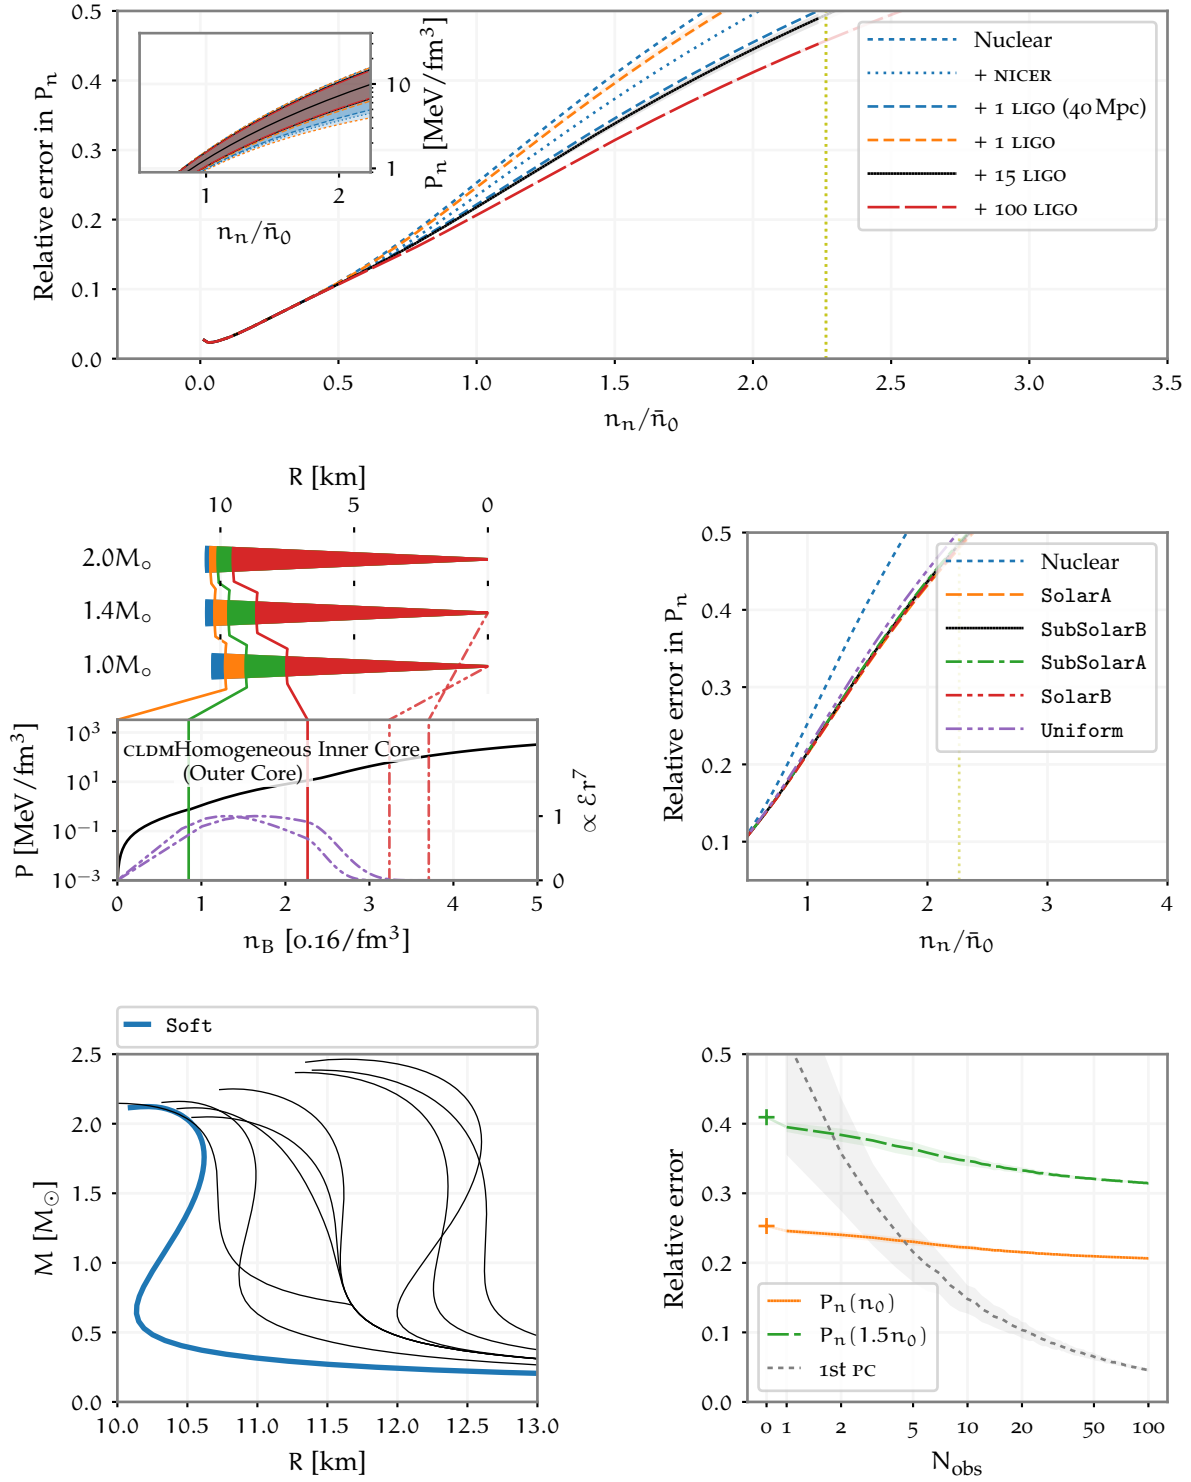 0.5
0.4
0.3
0.2
0.1
0.0
Relative error in Pn
10
1
Pn [MeV/fm³]
1
2
nn/n̄0
Nuclear
+ NICER
+ 1 LIGO (40 Mpc)
+ 1 LIGO
+ 15 LIGO
+ 100 LIGO
0.0
0.5
1.0
1.5
2.0
2.5
3.0
3.5
nn/n̄0
R [km]
10
5
0
2.0M○
1.4M○
1.0M○
10³
10¹
10⁻¹
10⁻³
P [MeV/fm³]
CLDMHomogeneous Inner Core
(Outer Core)
1
0
∝ ℰr⁷
0
1
2
3
4
5
nB [0.16/fm³]
0.5
0.4
0.3
0.2
0.1
Relative error in Pn
Nuclear
SolarA
SubSolarB
SubSolarA
SolarB
Uniform
1
2
3
4
nn/n̄0
Soft
2.5
2.0
1.5
1.0
0.5
0.0
M [M⊙]
10.0
10.5
11.0
11.5
12.0
12.5
13.0
R [km]
0.5
0.4
0.3
0.2
0.1
0.0
Relative error
Pn(n0)
Pn(1.5n0)
1st PC
0
1
2
5
10
20
50
100
Nobs